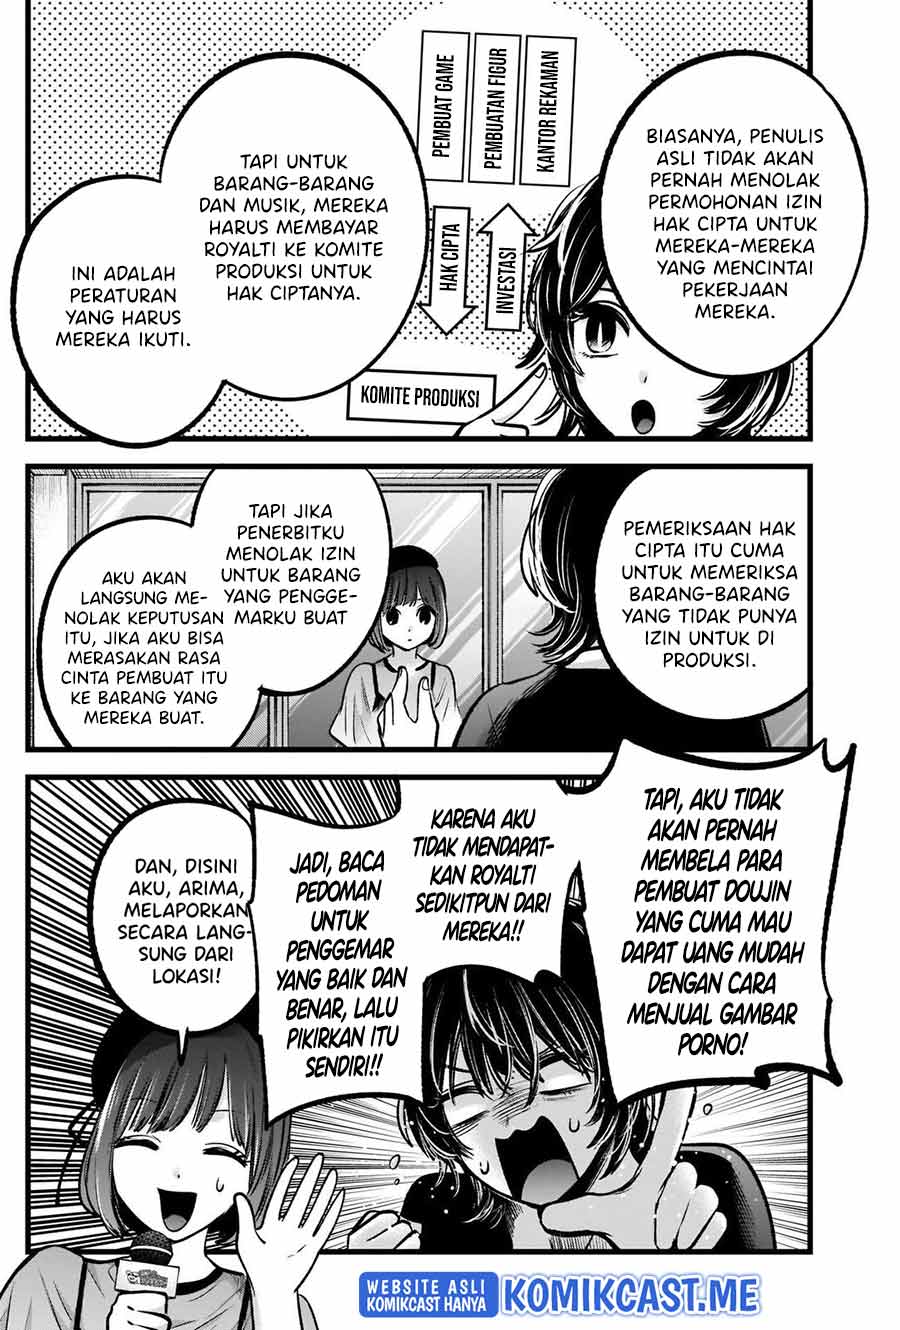 BIASANYA, PENULIS
ASLI TIDAK AKAN
PERNAH MENOLAK
PERMOHONAN IZIN
HAK CIPTA UNTUK
MEREKA-MEREKA
YANG MENCINTAI
PEKERJAAN
MEREKA.
KANTOR REKAMAN
PEMBUATAN FIGUR
PEMBUAT GAME
INVESTASI
HAK CIPTA
KOMITE PRODUKSI
TAPI UNTUK
BARANG-BARANG
DAN MUSIK, MEREKA
HARUS MEMBAYAR
ROYALTI KE KOMITE
PRODUKSI UNTUK
HAK CIPTANYA.
INI ADALAH
PERATURAN
YANG HARUS
MEREKA IKUTI.
PEMERIKSAAN HAK
CIPTA ITU CUMA
UNTUK MEMERIKSA
BARANG-BARANG
YANG TIDAK PUNYA
IZIN UNTUK DI
PRODUKSI.
TAPI JIKA
PENERBITKU
MENOLAK IZIN
UNTUK BARANG
YANG PENGGE-
MARKU BUAT
AKU AKAN
LANGSUNG ME-
NOLAK KEPUTUSAN
ITU, JIKA AKU BISA
MERASAKAN RASA
CINTA PEMBUAT ITU
KE BARANG YANG
MEREKA BUAT.
TAPI, AKU TIDAK
AKAN PERNAH
MEMBELA PARA
PEMBUAT DOUJIN
YANG CUMA MAU
DAPAT UANG MUDAH
DENGAN CARA
MENJUAL GAMBAR
PORNO!
KARENA AKU
TIDAK MENDAPAT-
KAN ROYALTI
SEDIKITPUN DARI
MEREKA!!
JADI, BACA
PEDOMAN
UNTUK
PENGGEMAR
YANG BAIK DAN
BENAR, LALU
PIKIRKAN ITU
SENDIRI!!
DAN, DISINI
AKU, ARIMA,
MELAPORKAN
SECARA LANG-
SUNG DARI
LOKASI!
WEBSITE ASLI
KOMIKCAST HANYA
KOMIKCAST.ME